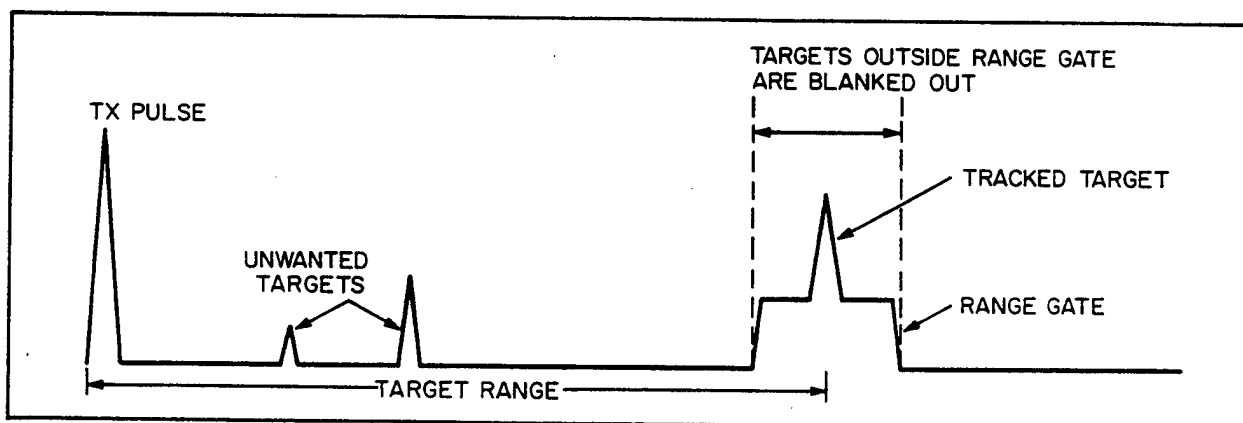 TX PULSE
TARGETS OUTSIDE RANGE GATE
ARE BLANKED OUT
TRACKED TARGET
UNWANTED
TARGETS
RANGE GATE
TARGET RANGE